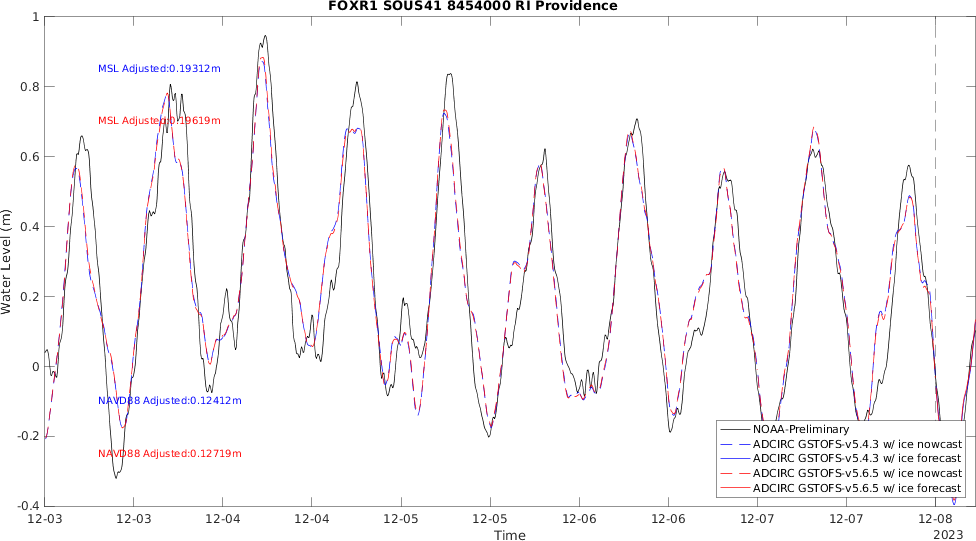 FOXR1 SOUS41 8454000 RI Providence
1
0.8
0.6
0.4
0.2
0
-0.2
-0.4
Water Level (m)
MSL Adjusted:0.19312m
MSL Adjusted:0.19619m
NAVD88 Adjusted:0.12412m
NAVD88 Adjusted:0.12719m
NOAA-Preliminary
ADCIRC GSTOFS-v5.4.3 w/ ice nowcast
ADCIRC GSTOFS-v5.4.3 w/ ice forecast
ADCIRC GSTOFS-v5.6.5 w/ ice nowcast
ADCIRC GSTOFS-v5.6.5 w/ ice forecast
12-03 12-03 12-04 12-04 12-05 12-05 12-06 12-06 12-07 12-07 12-08
Time
2023